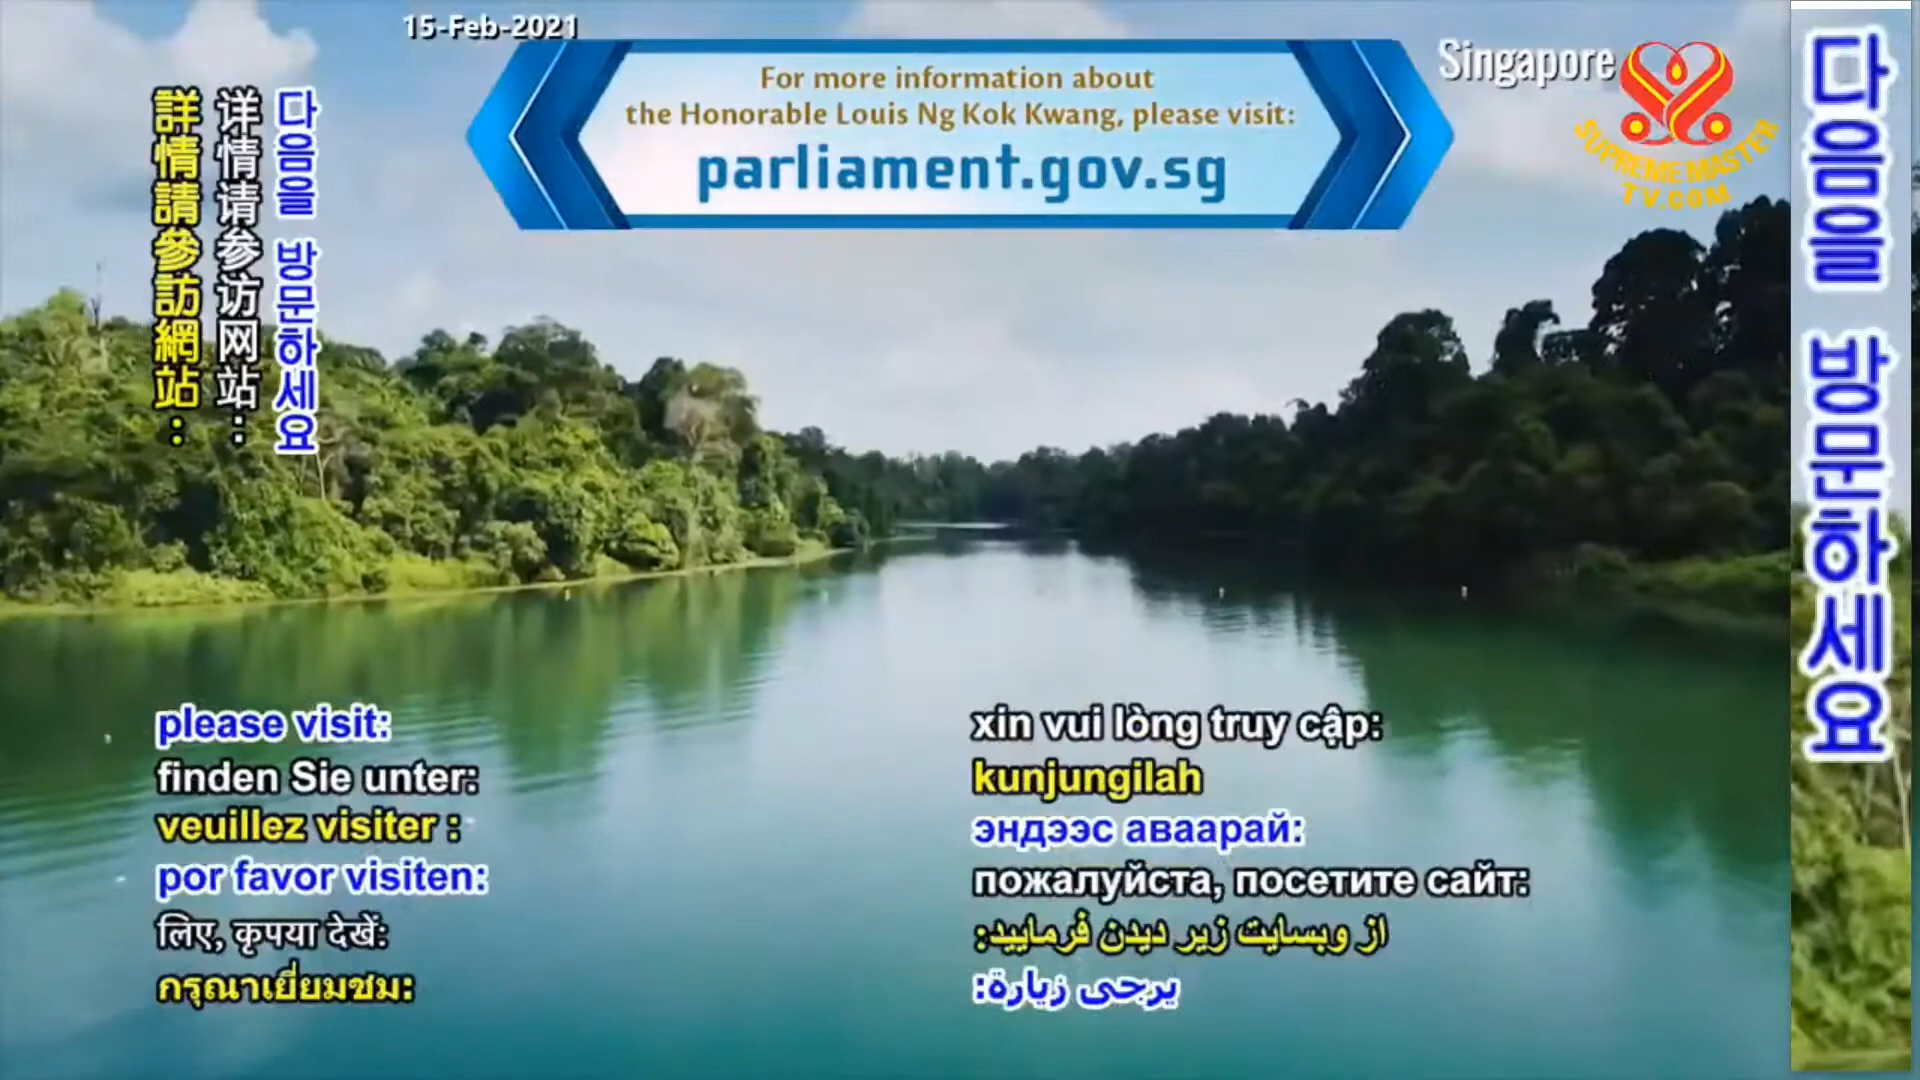 15-Feb-2021
For more information about
the Honorable Louis Ng Kok Kwang, please visit:
parliament.gov.sg
Singapore
SUPREME MASTER
TV.COM
詳情請參訪網站：
详情请参访网站：
다음을 방문하세요
다음을 방문하세요
please visit:
finden Sie unter:
veuillez visiter :
por favor visiten:
लिए, कृपया देखें:
กรุณาเยี่ยมชม:
xin vui lòng truy cập:
kunjungilah
эндээс аваарай:
пожалуйста, посетите сайт:
از وبسایت زیر دیدن فرمایید:
يرجى زيارة: